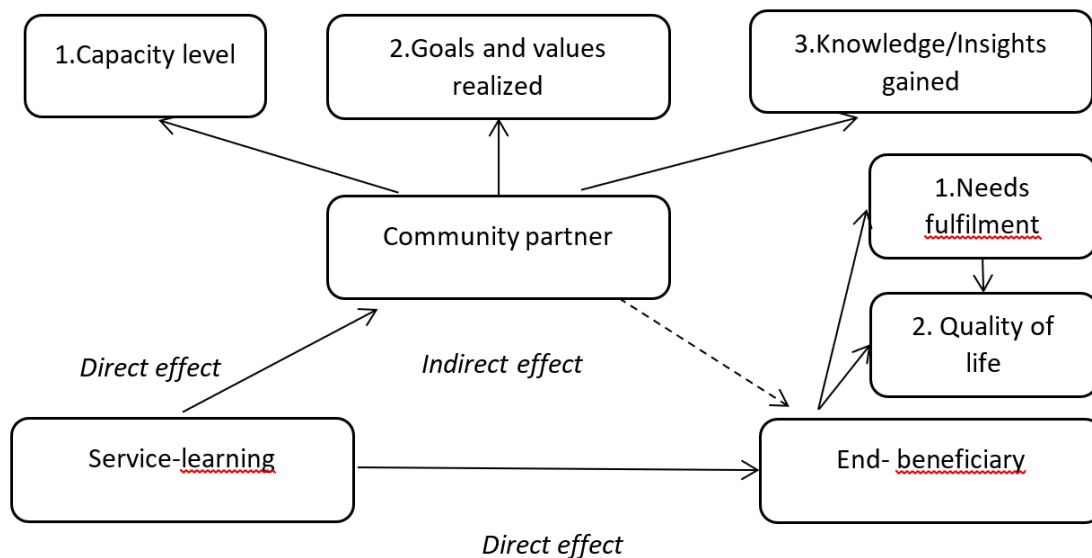 1.Capacity level
2.Goals and values
realized
3.Knowledge/Insights
gained
1.Needs
fulfilment
Community partner
2. Quality of
life
Direct effect
Indirect effect
Service-learning
End- beneficiary
Direct effect